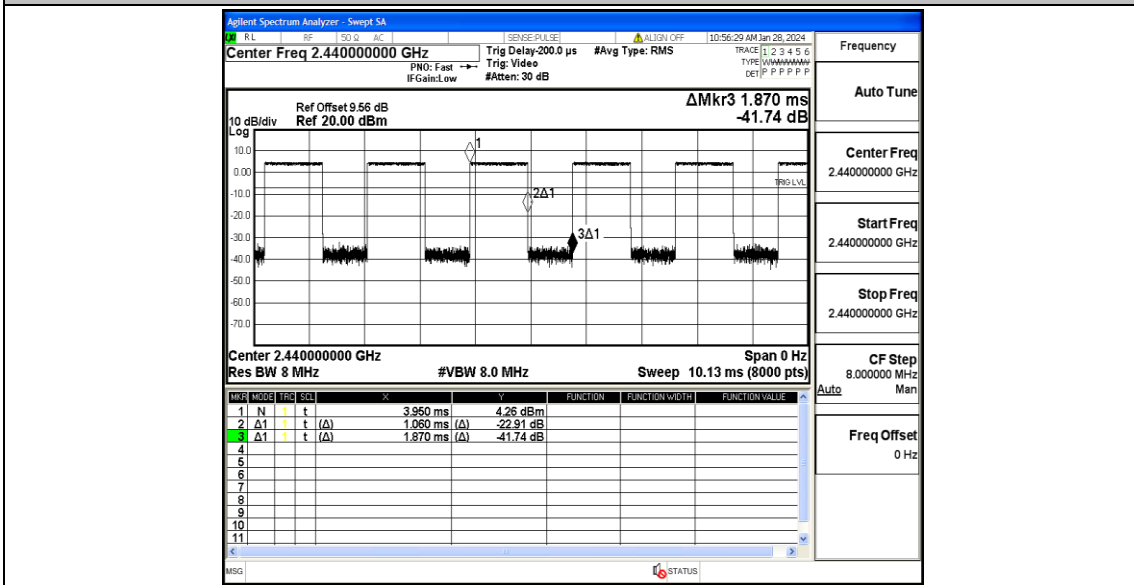 Agilent Spectrum Analyzer - Swept SA
LXI RL RF 50 Ω AC SENSE:PULSE ALIGN OFF 10:56:29 AM Jan 28, 2024
Center Freq 2.440000000 GHz
PNO: Fast
IFGain:Low
Trig Delay-200.0 µs
Trig: Video
#Atten: 30 dB
#Avg Type: RMS
TRACE 1 2 3 4 5 6
TYPE
DET P P P P P P
Frequency
ΔMkr3 1.870 ms
-41.74 dB
Ref Offset 9.56 dB
10 dB/div Ref 20.00 dBm
Log
10.0
0.00
-10.0
-20.0
-30.0
-40.0
-50.0
-60.0
-70.0
1
2Δ1
3Δ1
TRIG LVL
Center 2.440000000 GHz Span 0 Hz
Res BW 8 MHz #VBW 8.0 MHz Sweep 10.13 ms (8000 pts)
MKR MODE TRC SCL X Y FUNCTION FUNCTION WIDTH FUNCTION VALUE
1 N 1 t 3.950 ms 4.26 dBm
2 Δ1 1 t (Δ) 1.060 ms (Δ) -22.91 dB
3 Δ1 1 t (Δ) 1.870 ms (Δ) -41.74 dB
4
5
6
7
8
9
10
11
MSG STATUS
Auto Tune
Center Freq
2.440000000 GHz
Start Freq
2.440000000 GHz
Stop Freq
2.440000000 GHz
CF Step
8.000000 MHz
Auto Man
Freq Offset
0 Hz